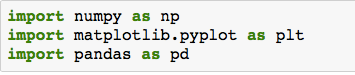 import numpy as np
import matplotlib.pyplot as plt
import pandas as pd